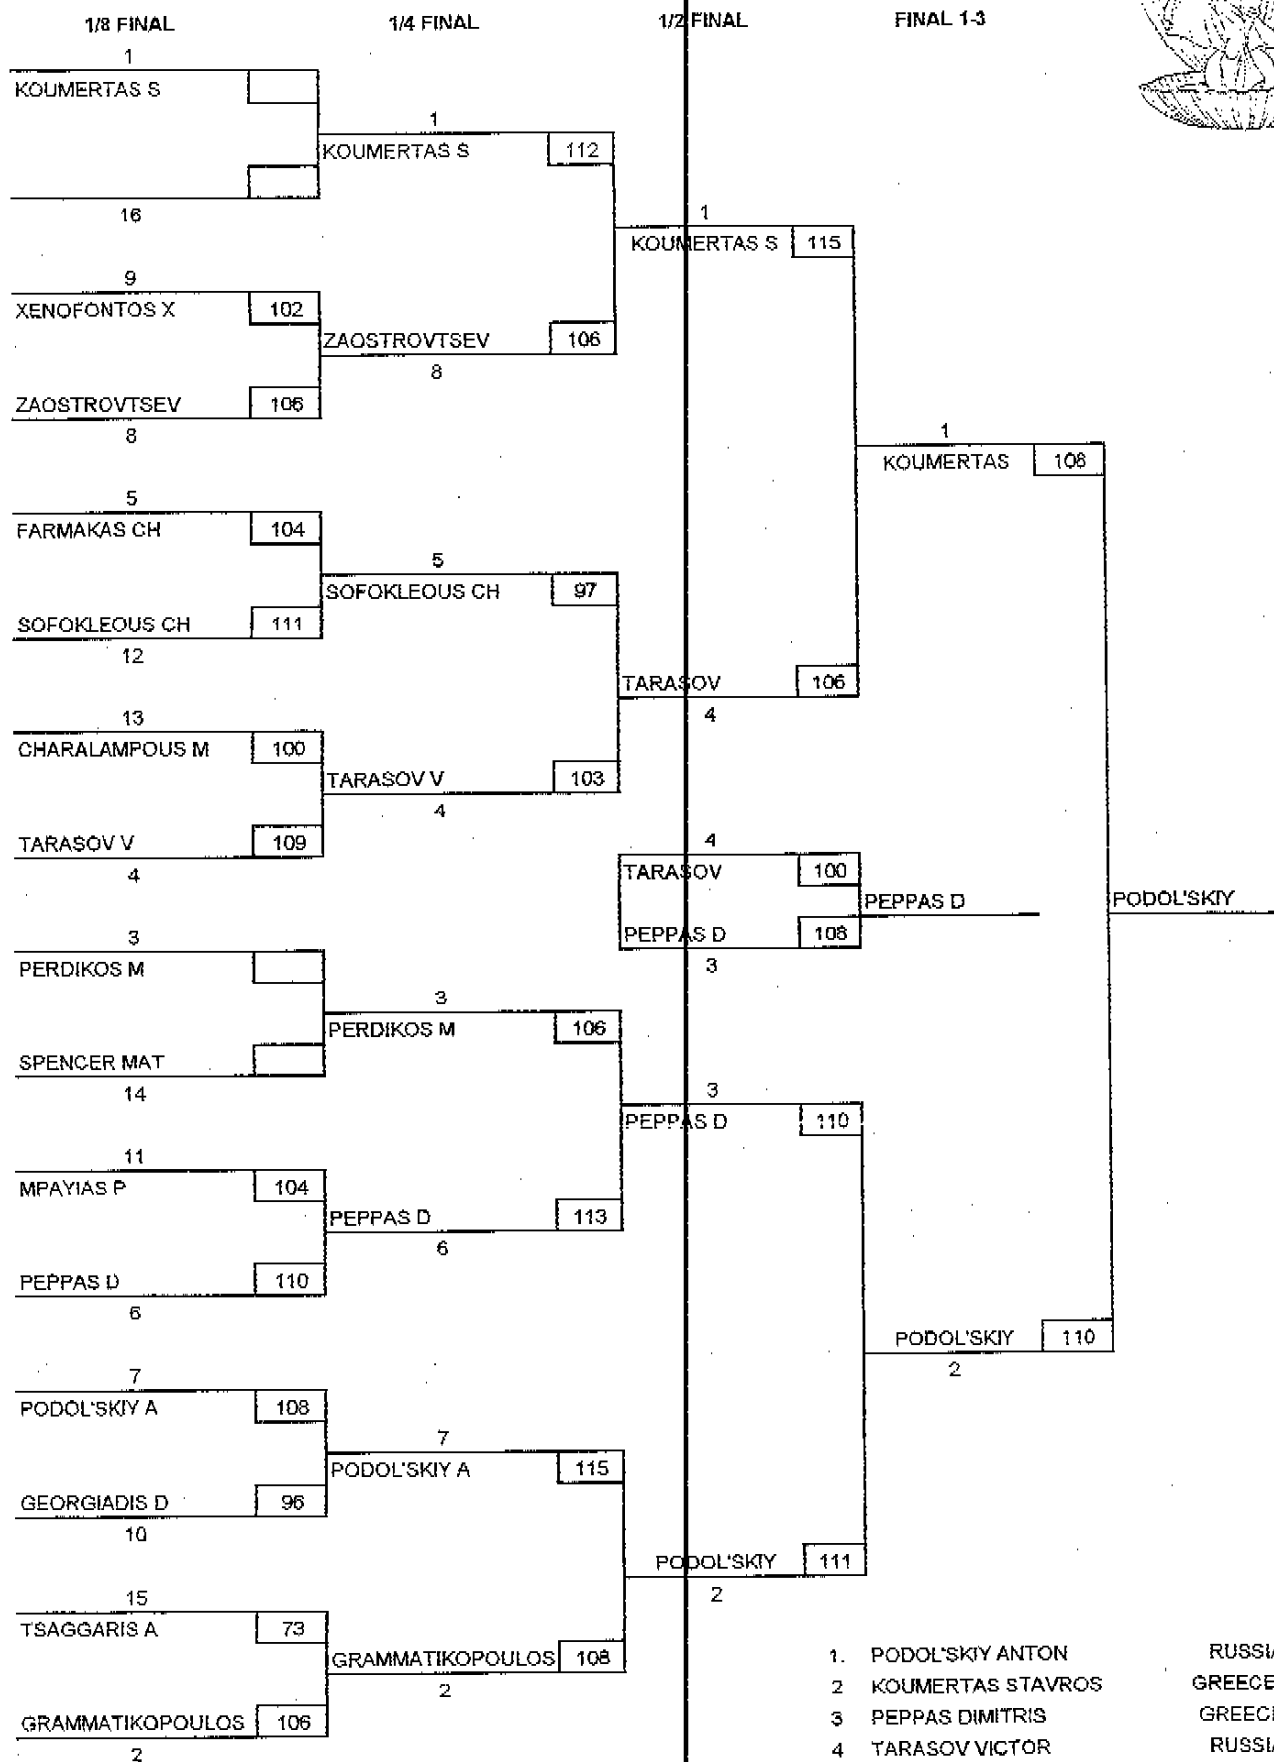 1/8 FINAL 1/4 FINAL 1/2 FINAL FINAL 1-3
1
KOUMERTAS S
16
9
XENOFONTOS X 102
ZAOSTROVTSEV 106
8
5
FARMAKAS CH 104
SOFOKLEOUS CH 111
12
13
CHARALAMPOUS M 100
TARASOV V 109
4
3
PERDIKOS M
SPENCER MAT
14
11
MPAYIAS P 104
PEPPAS D 110
6
7
PODOL'SKIY A 108
GEORGIADIS D 96
10
15
TSAGGARIS A 73
GRAMMATIKOPOULOS 106
2
1
KOUMERTAS S 112
ZAOSTROVTSEV 106
8
5
SOFOKLEOUS CH 97
TARASOV V 103
4
3
PERDIKOS M 106
PEPPAS D 113
6
7
PODOL'SKIY A 115
GRAMMATIKOPOULOS 108
2
1
KOUMERTAS S 115
TARASOV 106
4
4
TARASOV 100
PEPPAS D 108
3
3
PEPPAS D 110
PODOL'SKIY 111
2
1
KOUMERTAS 108
PEPPAS D
PODOL'SKIY 110
2
PODOL'SKIY
1. PODOL'SKIY ANTON RUSSIA
2 KOUMERTAS STAVROS GREECE
3 PEPPAS DIMITRIS GREECE
4 TARASOV VICTOR RUSSIA